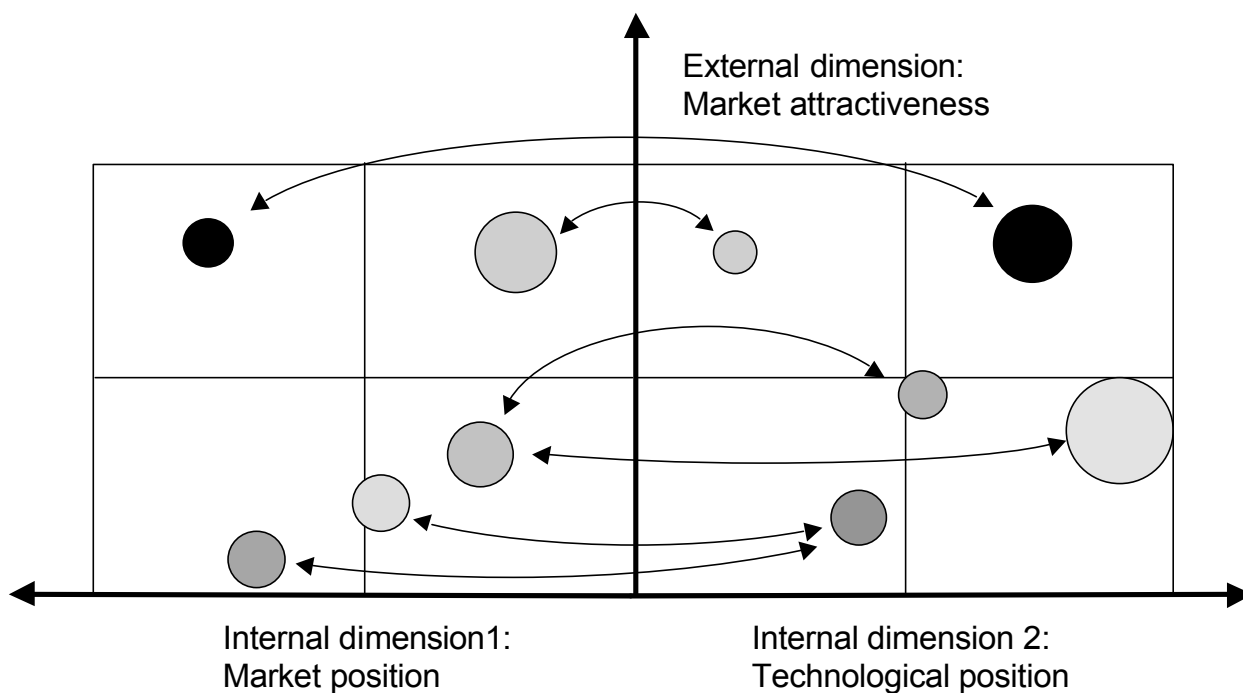 External dimension:
Market attractiveness
Internal dimension1:
Market position
Internal dimension 2:
Technological position